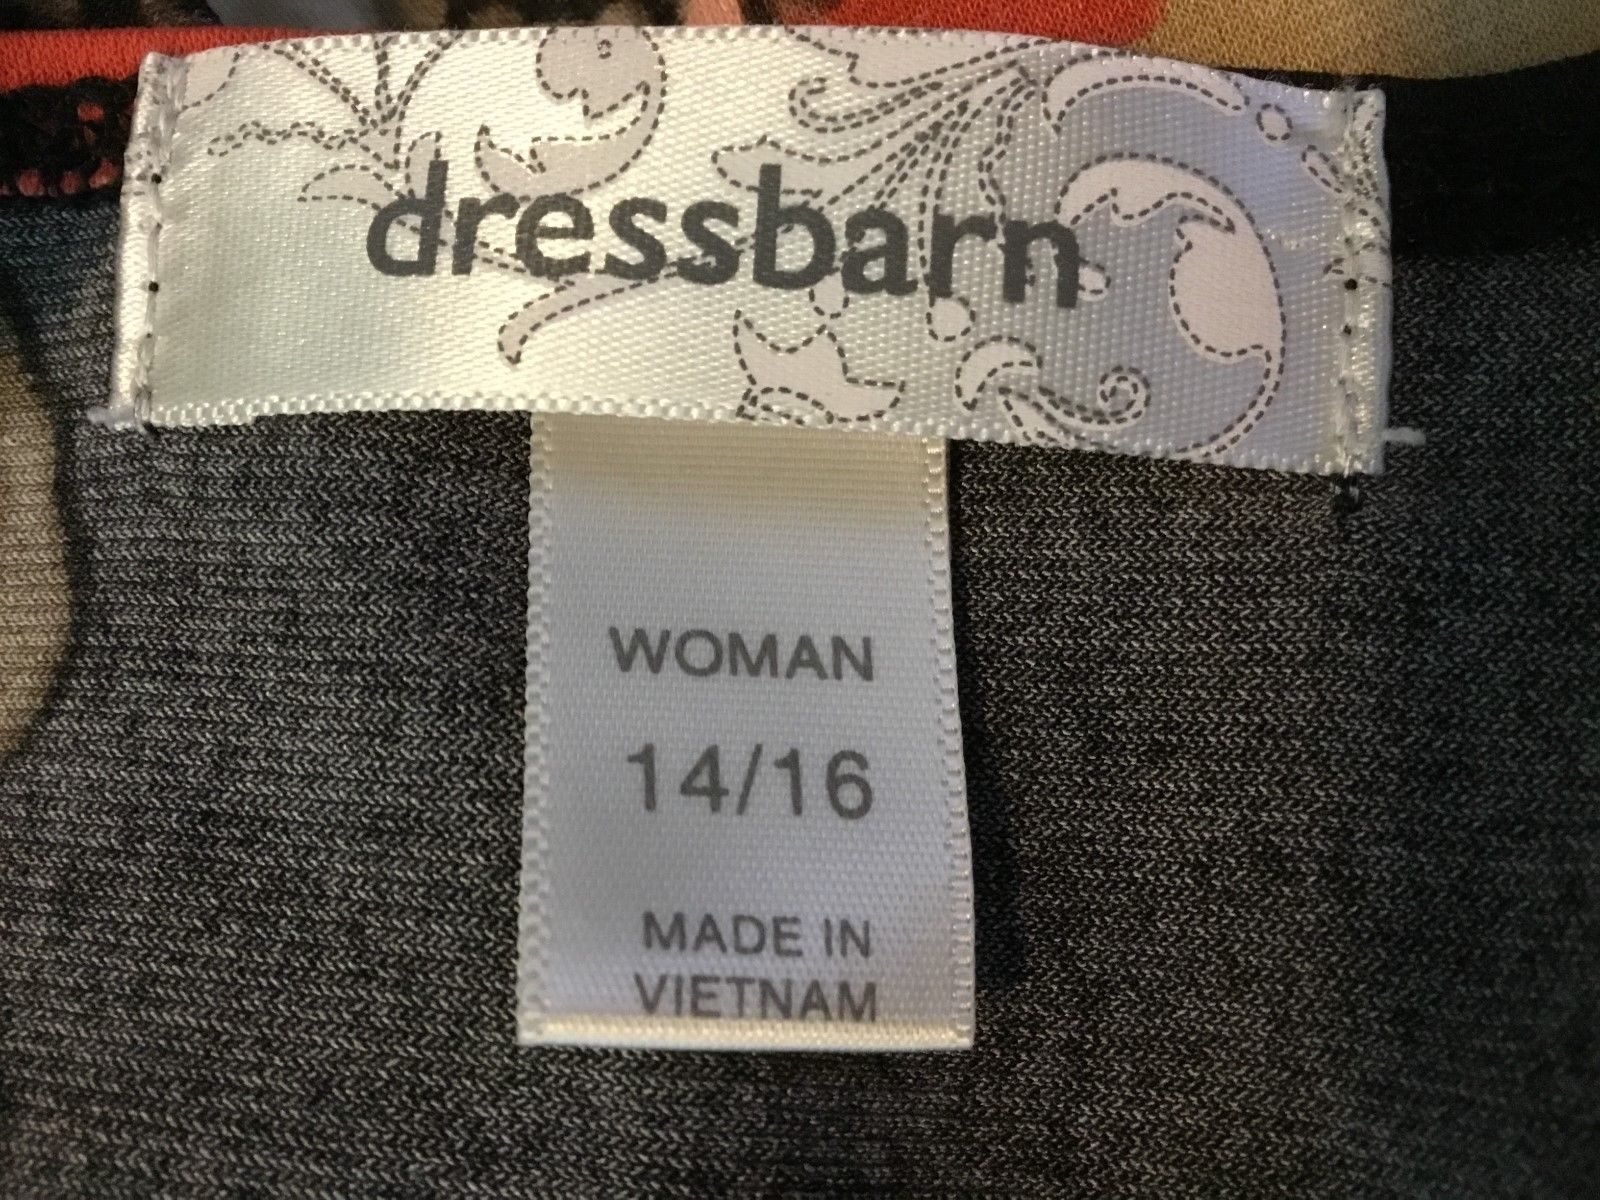 dressbarn
WOMAN
14/16
MADE IN
VIETNAM